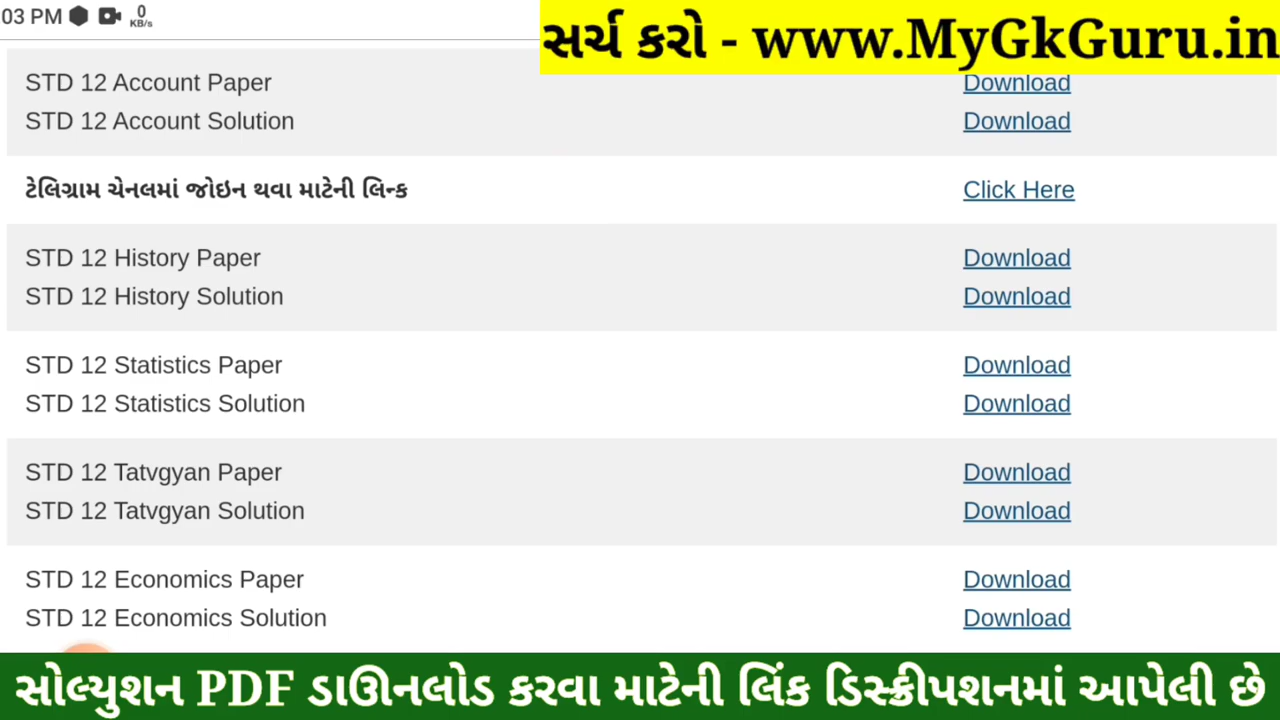 :03 PM 0 KB/s
સર્ચ કરો - www.MyGkGuru.in
STD 12 Account Paper Download
STD 12 Account Solution Download
ટેલિગ્રામ ચેનલમાં જોઇન થવા માટેની લિન્ક Click Here
STD 12 History Paper Download
STD 12 History Solution Download
STD 12 Statistics Paper Download
STD 12 Statistics Solution Download
STD 12 Tatvgyan Paper Download
STD 12 Tatvgyan Solution Download
STD 12 Economics Paper Download
STD 12 Economics Solution Download
સોલ્યુશન PDF ડાઊનલોડ કરવા માટેની લિંક ડિસ્ક્રીપશનમાં આપેલી છે